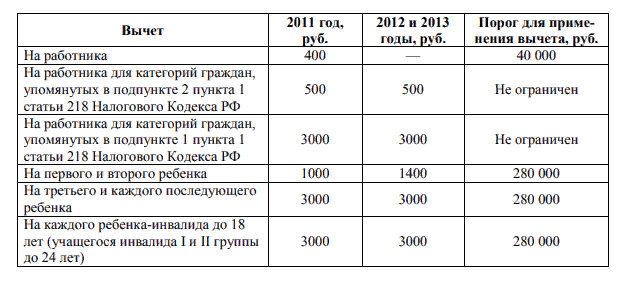 Вычет
2011 год,
руб.
2012 и 2013
годы, руб.
Порог для приме-
нения вычета, руб.
На работника
400
—
40 000
На работника для категорий граждан,
упомянутых в подпункте 2 пункта 1
статьи 218 Налогового Кодекса РФ
500
500
Не ограничен
На работника для категорий граждан,
упомянутых в подпункте 1 пункта 1
статьи 218 Налогового Кодекса РФ
3000
3000
Не ограничен
На первого и второго ребенка
1000
1400
280 000
На третьего и каждого последующего
ребенка
3000
3000
280 000
На каждого ребенка-инвалида до 18
лет (учащегося инвалида I и II группы
до 24 лет)
3000
3000
280 000